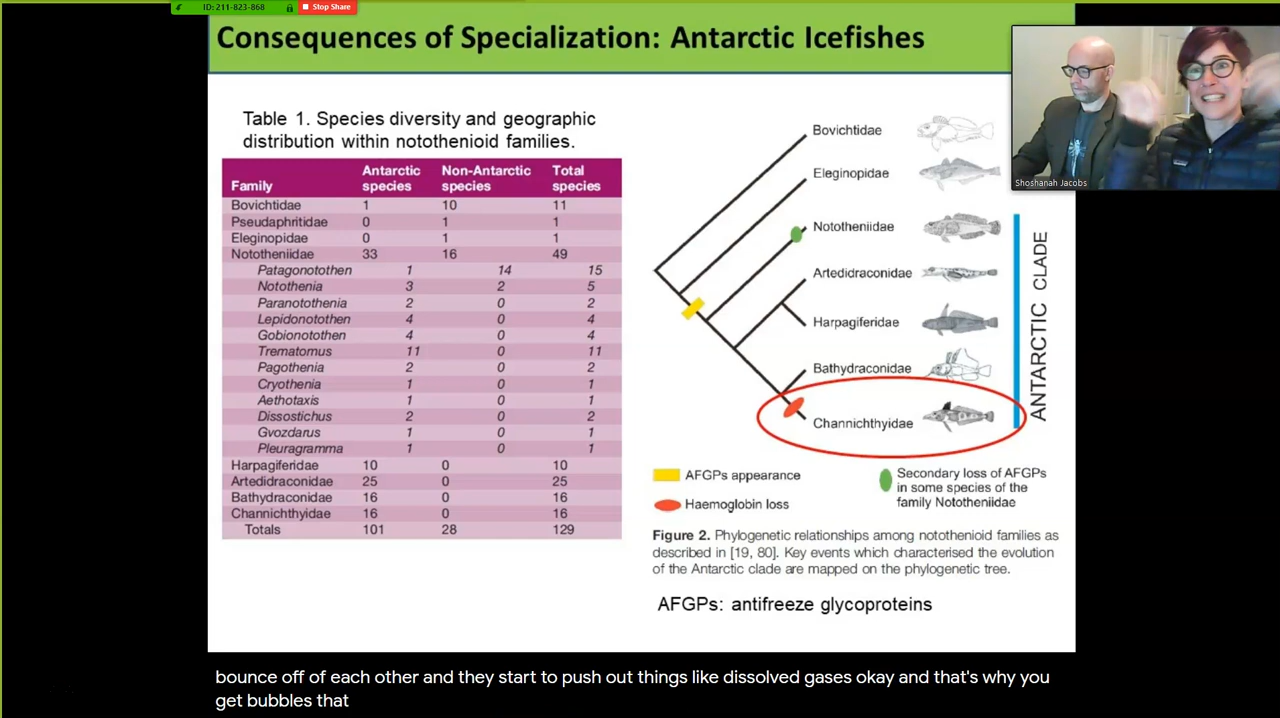 ID: 211-823-868
Stop Share
Consequences of Specialization: Antarctic Icefishes
Shoshanah Jacobs
Table 1. Species diversity and geographic
distribution within notothenioid families.
Family Antarctic species Non-Antarctic species Total species
Bovichtidae 1 10 11
Pseudaphritidae 0 1 1
Eleginopidae 0 1 1
Nototheniidae 33 16 49
Patagonotothen 1 14 15
Notothenia 3 2 5
Paranotothenia 2 0 2
Lepidonotothen 4 0 4
Gobionotothen 4 0 4
Trematomus 11 0 11
Pagothenia 2 0 2
Cryothenia 1 0 1
Aethotaxis 1 0 1
Dissostichus 2 0 2
Gvozdarus 1 0 1
Pleuragramma 1 0 1
Harpagiferidae 10 0 10
Artedidraconidae 25 0 25
Bathydraconidae 16 0 16
Channichthyidae 16 0 16
Totals 101 28 129
Bovichtidae
Eleginopidae
Nototheniidae
Artedidraconidae
Harpagiferidae
Bathydraconidae
Channichthyidae
ANTARCTIC CLADE
AFGPs appearance
Haemoglobin loss
Secondary loss of AFGPs
in some species of the
family Nototheniidae
Figure 2. Phylogenetic relationships among notothenioid families as
described in [19, 80]. Key events which characterised the evolution
of the Antarctic clade are mapped on the phylogenetic tree.
AFGPs: antifreeze glycoproteins
bounce off of each other and they start to push out things like dissolved gases okay and that's why you
get bubbles that